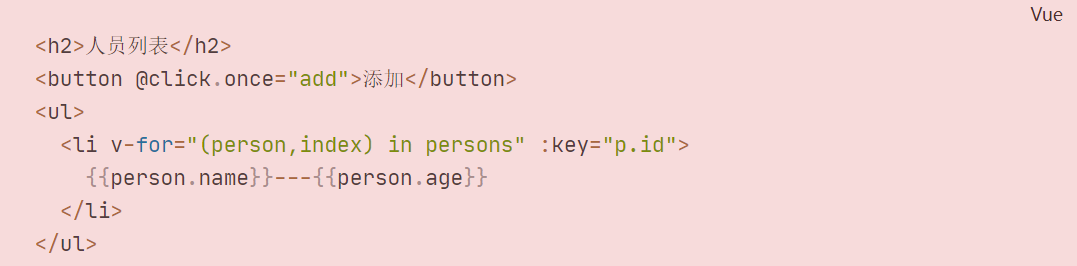 Vue
<h2>人员列表</h2>
<button @click.once="add">添加</button>
<ul>
  <li v-for="(person,index) in persons" :key="p.id">
    {{person.name}}---{{person.age}}
  </li>
</ul>